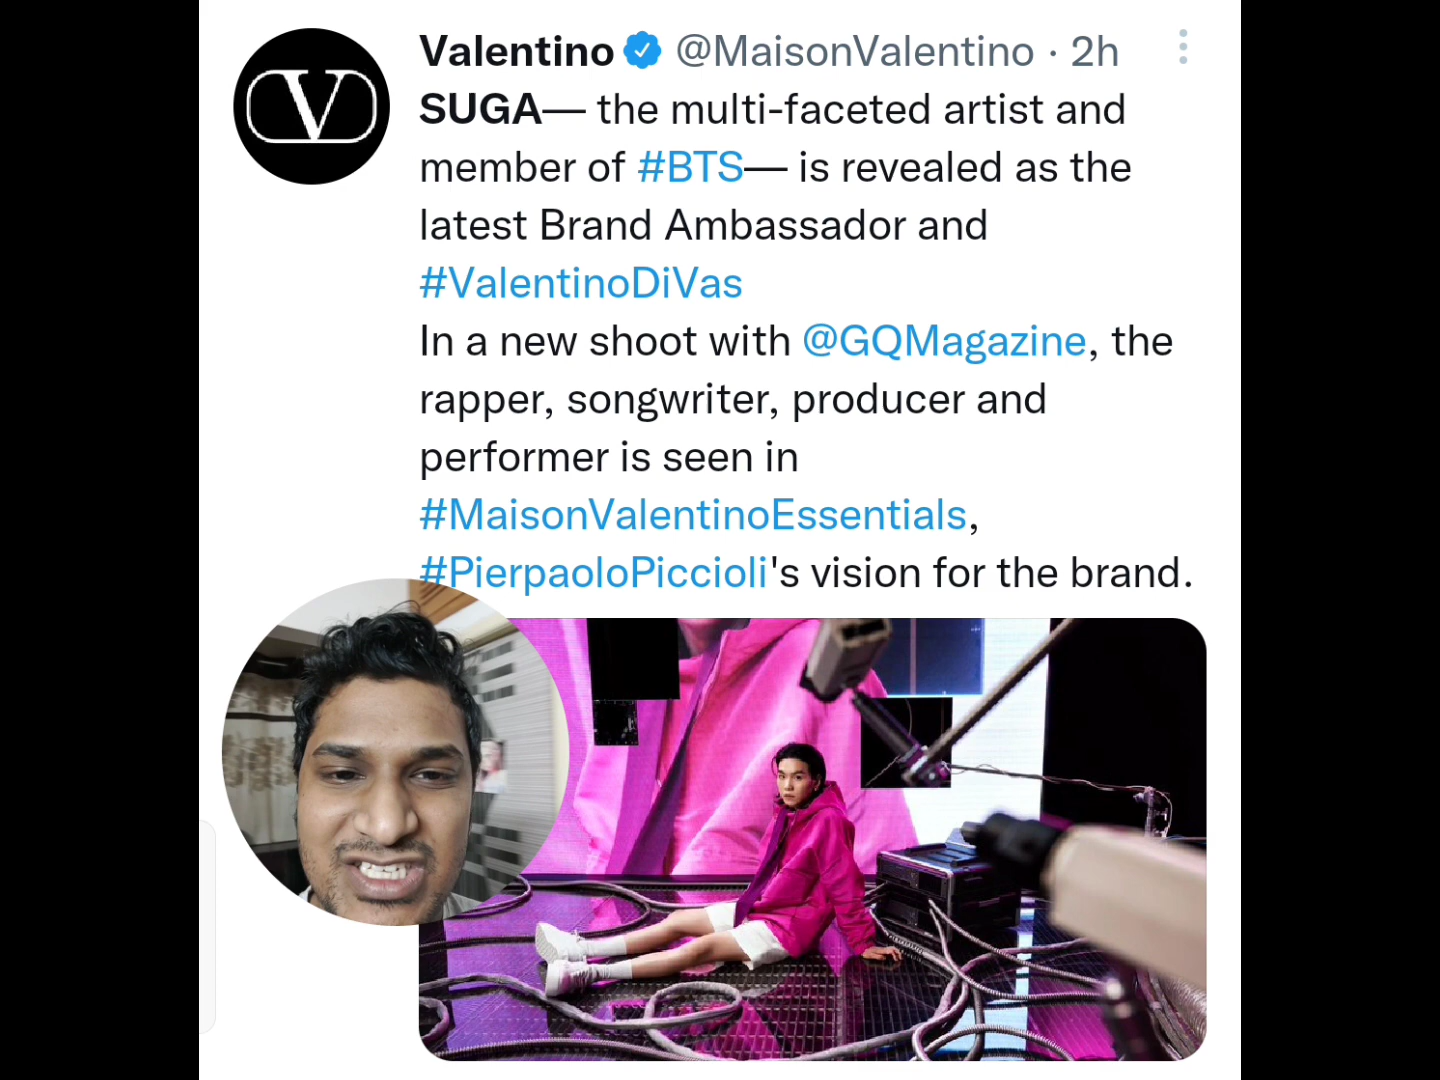 Valentino @MaisonValentino · 2h
SUGA— the multi-faceted artist and
member of #BTS— is revealed as the
latest Brand Ambassador and
#ValentinoDiVas
In a new shoot with @GQMagazine, the
rapper, songwriter, producer and
performer is seen in
#MaisonValentinoEssentials,
#PierpaoloPiccioli's vision for the brand.